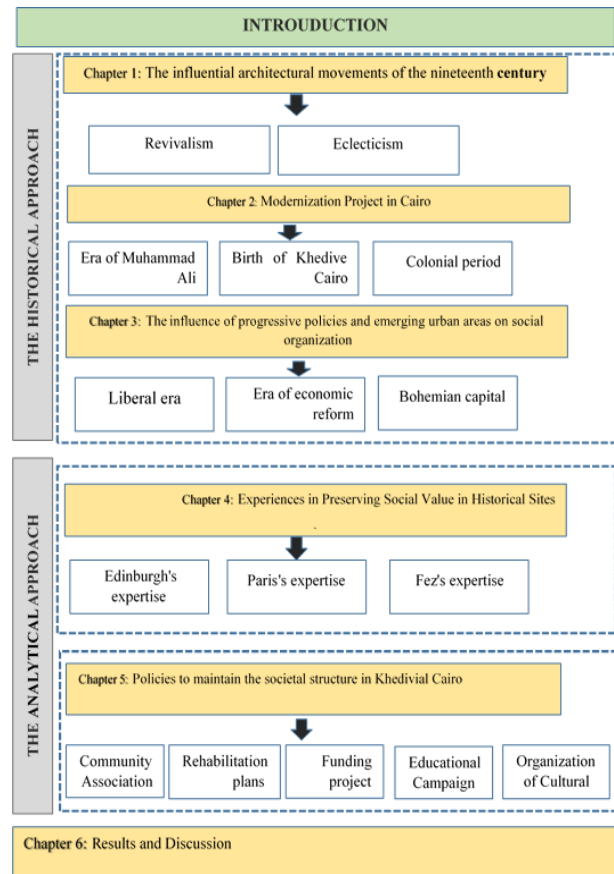 INTROUDUCTION
THE HISTORICAL APPROACH
Chapter 1: The influential architectural movements of the nineteenth century
Revivalism
Eclecticism
Chapter 2: Modernization Project in Cairo
Era of Muhammad
Ali
Birth of Khedive
Cairo
Colonial period
Chapter 3: The influence of progressive policies and emerging urban areas on social
organization
Liberal era
Era of economic
reform
Bohemian capital
THE ANALYTICAL APPROACH
Chapter 4: Experiences in Preserving Social Value in Historical Sites
.
Edinburgh's
expertise
Paris's expertise
Fez's expertise
Chapter 5: Policies to maintain the societal structure in Khedivial Cairo
Community
Association
Rehabilitation
plans
Funding
project
Educational
Campaign
Organization
of Cultural
Chapter 6: Results and Discussion